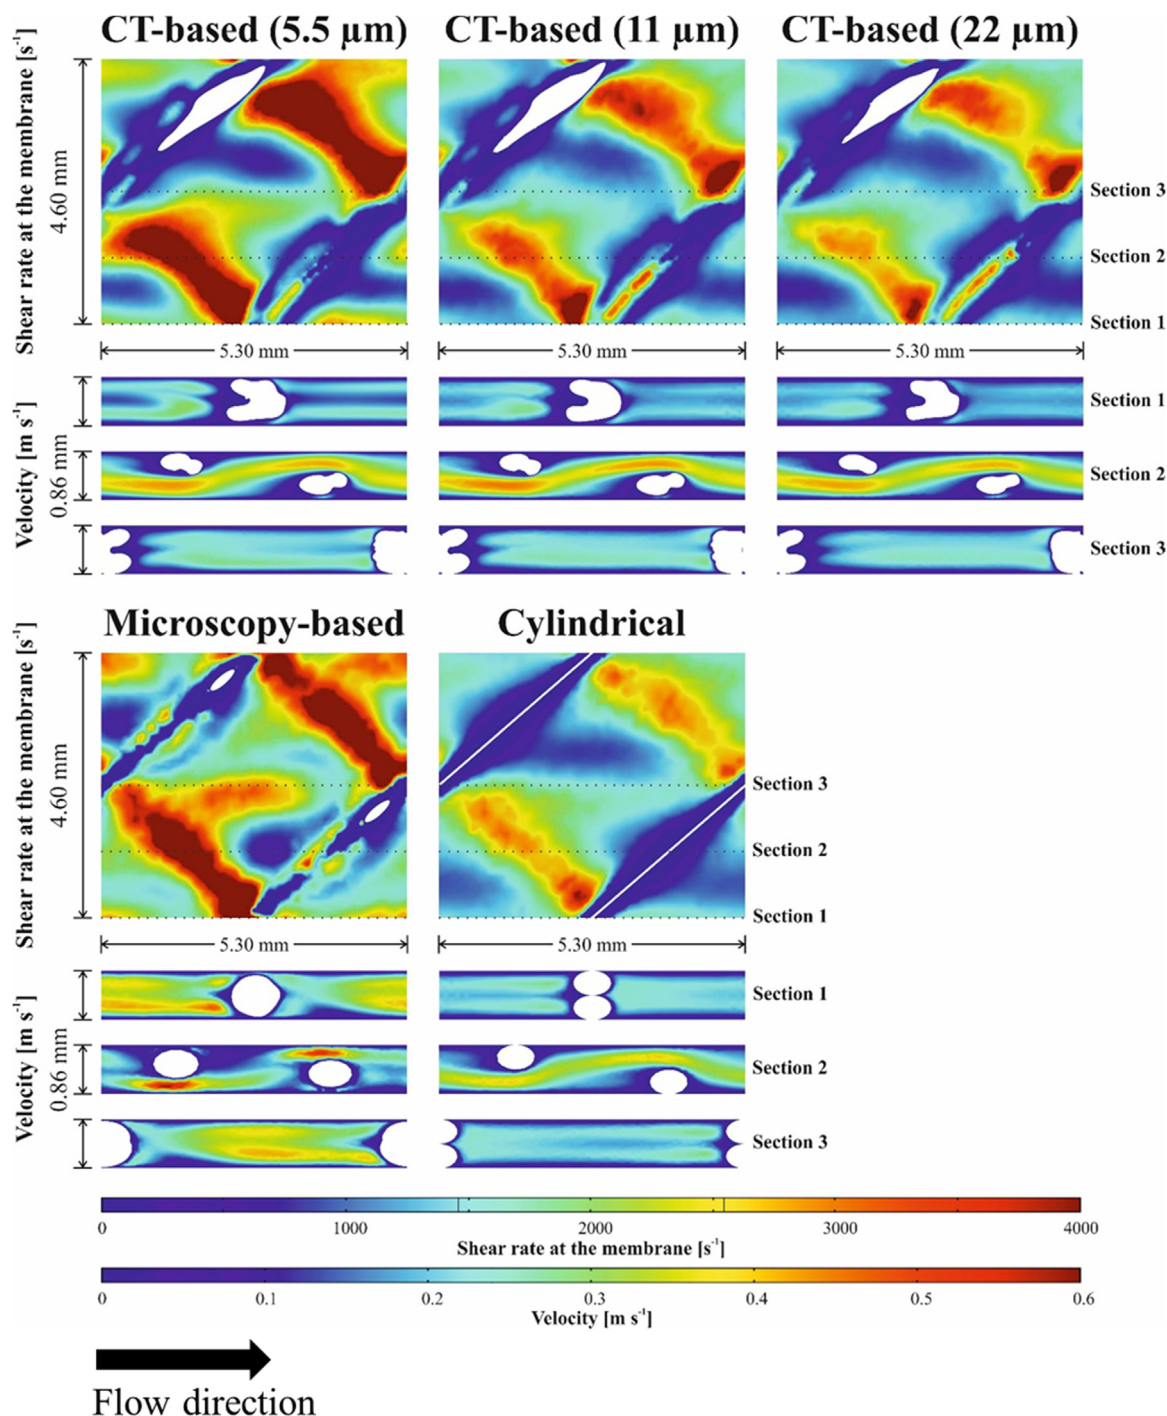 CT-based (5.5 µm) CT-based (11 µm) CT-based (22 µm)
Shear rate at the membrane [s⁻¹]
4.60 mm
Section 3
Section 2
Section 1
5.30 mm 5.30 mm 5.30 mm
Velocity [m s⁻¹]
0.86 mm
Section 1
Section 2
Section 3
Microscopy-based Cylindrical
Shear rate at the membrane [s⁻¹]
4.60 mm
Section 3
Section 2
Section 1
5.30 mm 5.30 mm
Velocity [m s⁻¹]
0.86 mm
Section 1
Section 2
Section 3
0 1000 2000 3000 4000
Shear rate at the membrane [s⁻¹]
0 0.1 0.2 0.3 0.4 0.5 0.6
Velocity [m s⁻¹]
Flow direction